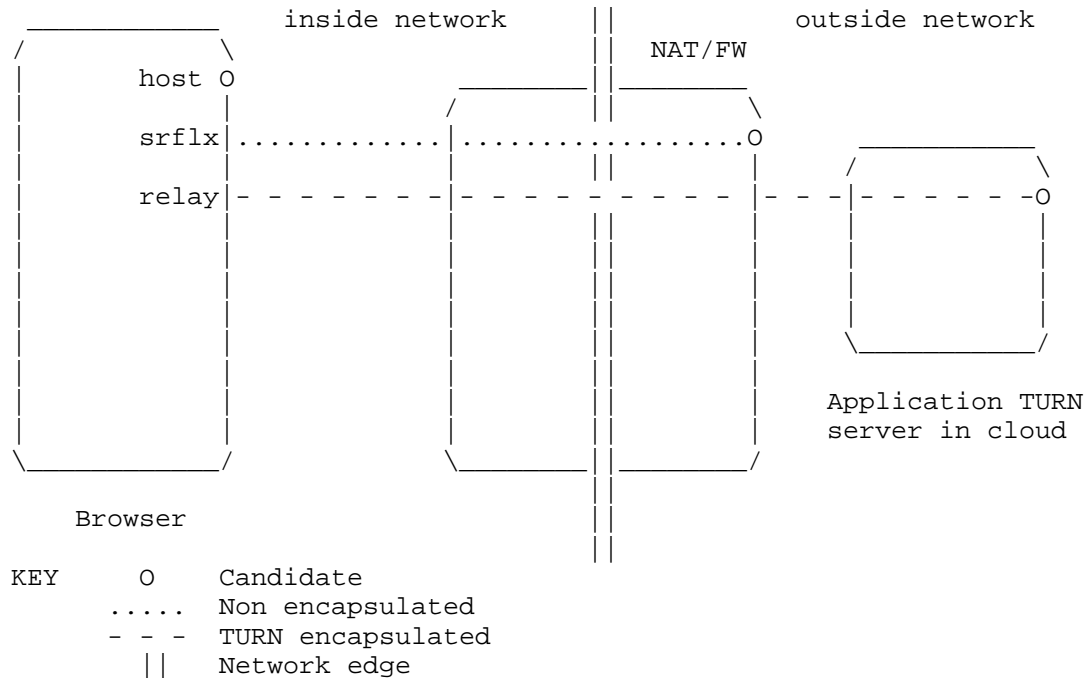 inside network || outside network
NAT/FW
host O
srflx ............................... O
relay - - - - - - - - - - - - - - - - - - - - - - -O
Application TURN
server in cloud
Browser
KEY O Candidate
..... Non encapsulated
- - - TURN encapsulated
|| Network edge